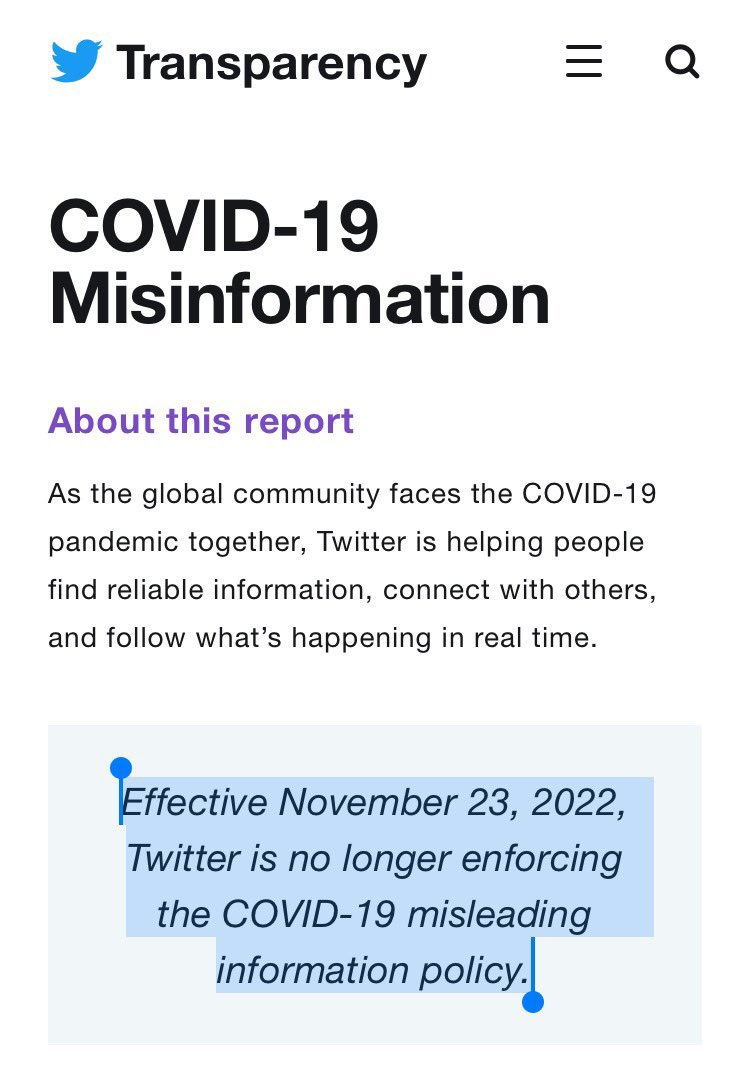 Transparency
COVID-19
Misinformation
About this report
As the global community faces the COVID-19
pandemic together, Twitter is helping people
find reliable information, connect with others,
and follow what’s happening in real time.
Effective November 23, 2022,
Twitter is no longer enforcing
the COVID-19 misleading
information policy.